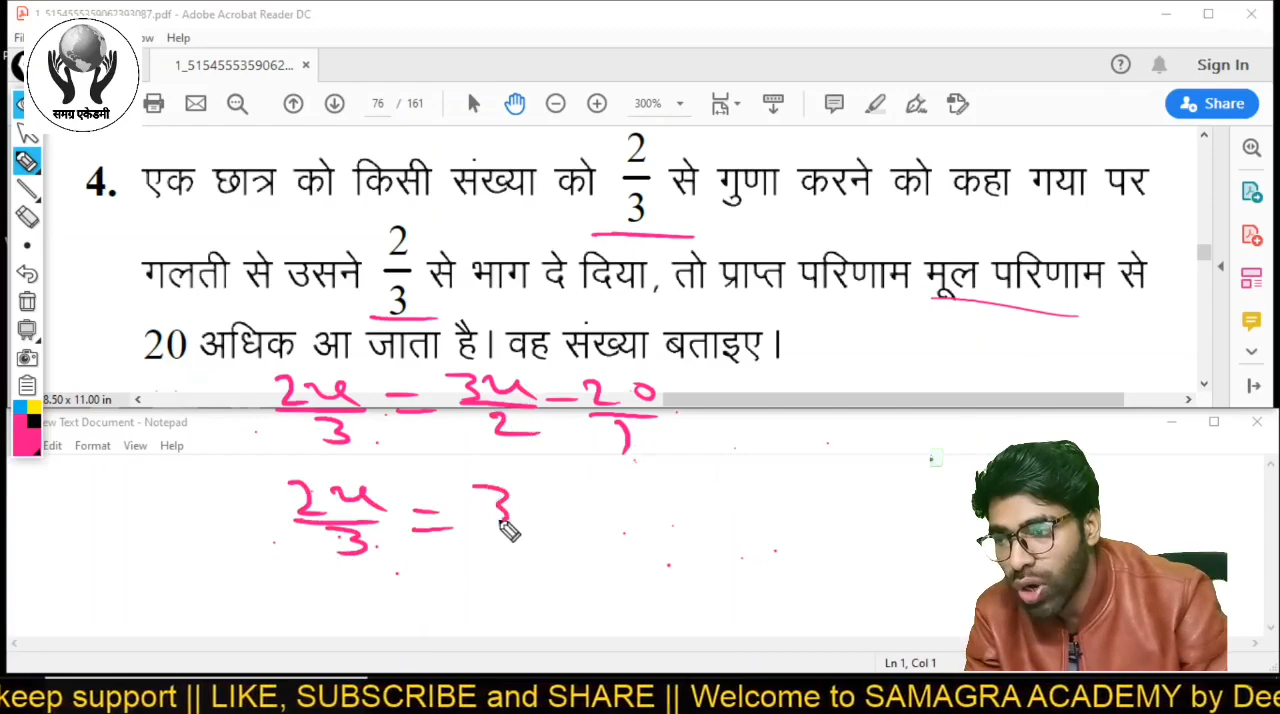 1_5154555359062393087.pdf - Adobe Acrobat Reader DC
ow Help
समग्र एकेडमी
1_51545553590 62... ×
Sign In
76 / 161
300%
Share
4. एक छात्र को किसी संख्या को 2/3 से गुणा करने को कहा गया पर
गलती से उसने 2/3 से भाग दे दिया, तो प्राप्त परिणाम मूल परिणाम से
20 अधिक आ जाता है। वह संख्या बताइए।
8.50 x 11.00 in
2x/3 = 3x/2 - 20/1
ew Text Document - Notepad
Edit Format View Help
2x/3 = 3
Ln 1, Col 1
keep support || LIKE, SUBSCRIBE and SHARE || Welcome to SAMAGRA ACADEMY by Dee